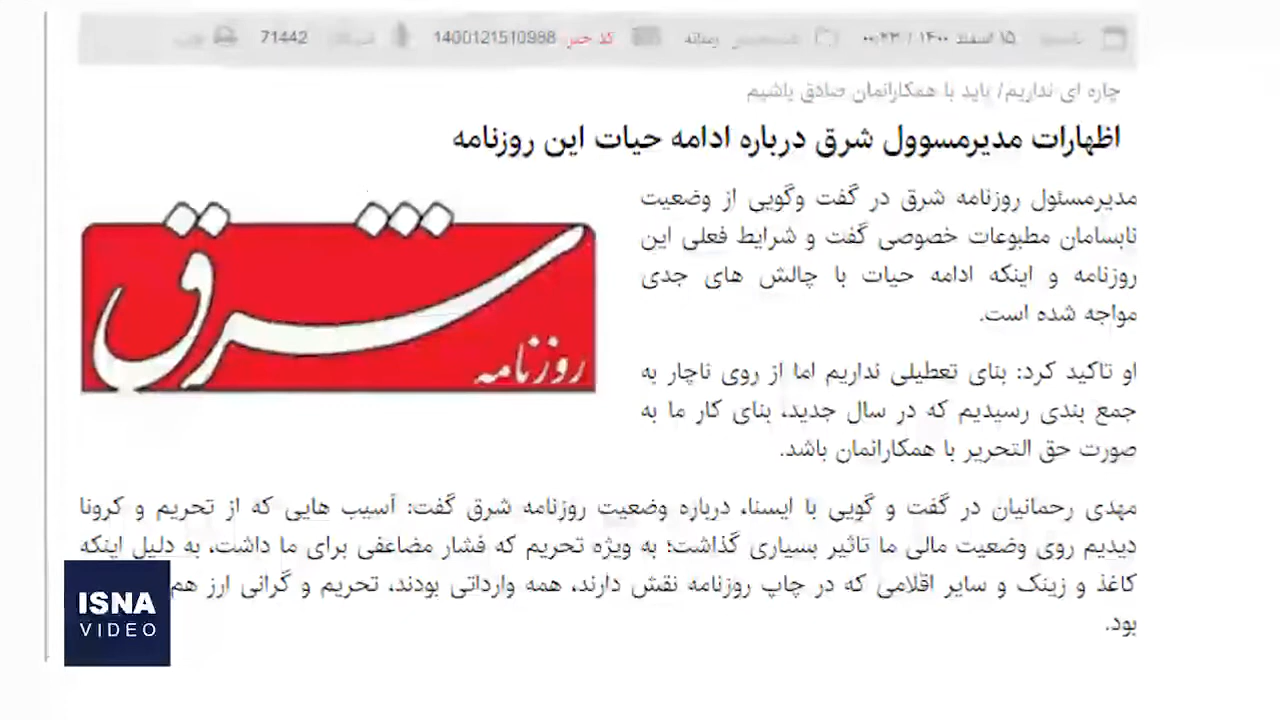 ۱۵ اسفند ۱۴۰۰ / ۰۰:۲۳ رسانه کد خبر: 1400121510988 71442
چاره ای نداریم/ باید با همکارانمان صادق باشیم
اظهارات مدیرمسوول شرق درباره ادامه حیات این روزنامه
مدیرمسئول روزنامه شرق در گفت وگویی از وضعیت
نابسامان مطبوعات خصوصی گفت و شرایط فعلی این
روزنامه و اینکه ادامه حیات با چالش های جدی
مواجه شده است.
او تاکید کرد: بنای تعطیلی نداریم اما از روی ناچار به
جمع بندی رسیدیم که در سال جدید، بنای کار ما به
صورت حق التحریر با همکارانمان باشد.
شرق
روزنامه
مهدی رحمانیان در گفت و گویی با ایسنا، درباره وضعیت روزنامه شرق گفت: آسیب هایی که از تحریم و کرونا
دیدیم روی وضعیت مالی ما تاثیر بسیاری گذاشت؛ به ویژه تحریم که فشار مضاعفی برای ما داشت، به دلیل اینکه
کاغذ و زینک و سایر اقلامی که در چاپ روزنامه نقش دارند، همه وارداتی بودند، تحریم و گرانی ارز هم
بود.
ISNA
VIDEO